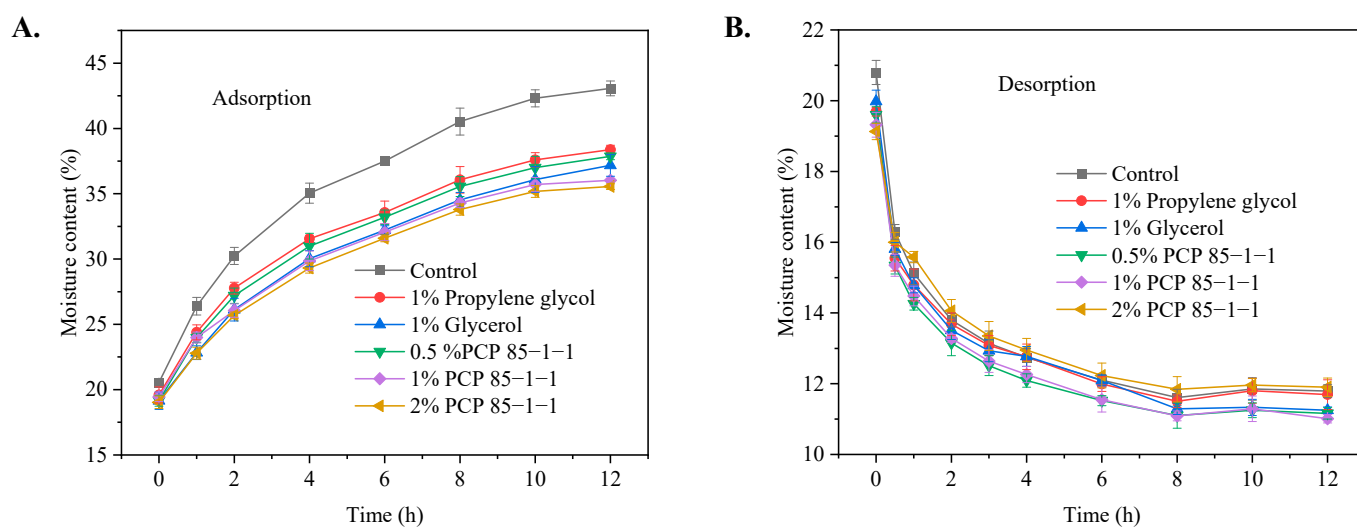 A.
Adsorption
Moisture content (%)
45
40
35
30
25
20
15
Control
1% Propylene glycol
1% Glycerol
0.5 %PCP 85−1−1
1% PCP 85−1−1
2% PCP 85−1−1
0 2 4 6 8 10 12
Time (h)
B.
Desorption
Moisture content (%)
22
20
18
16
14
12
10
Control
1% Propylene glycol
1% Glycerol
0.5% PCP 85−1−1
1% PCP 85−1−1
2% PCP 85−1−1
0 2 4 6 8 10 12
Time (h)